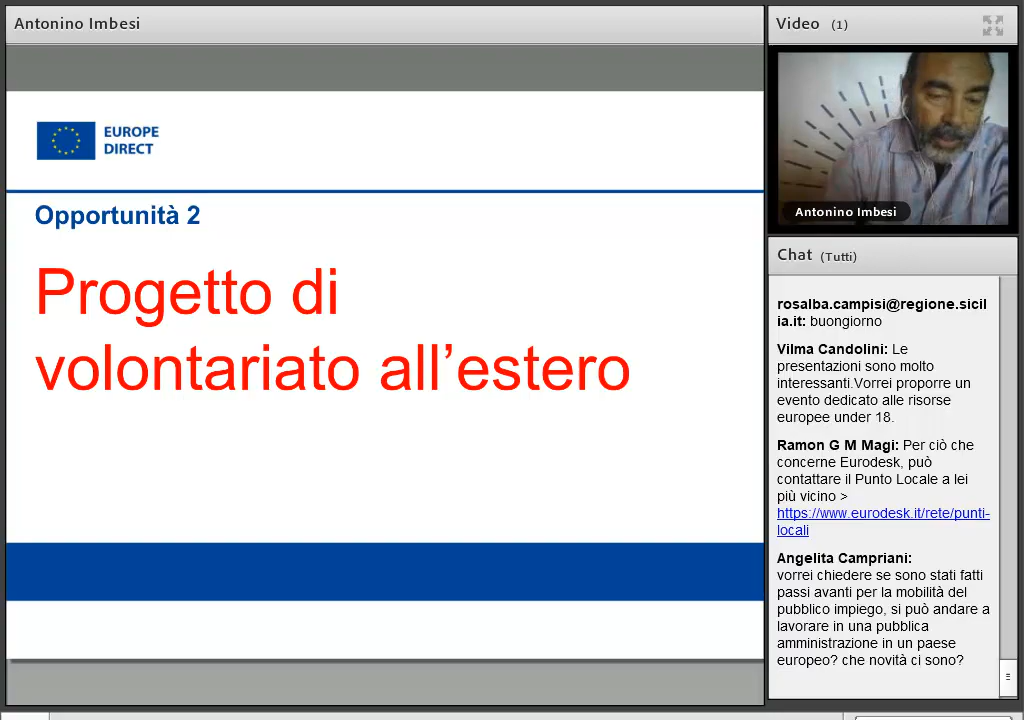 Antonino Imbesi
EUROPE
DIRECT
Opportunità 2
Progetto di
volontariato all’estero
Video (1)
Antonino Imbesi
Chat (Tutti)
rosalba.campisi@regione.sicil
ia.it: buongiorno
Vilma Candolini: Le
presentazioni sono molto
interessanti.Vorrei proporre un
evento dedicato alle risorse
europee under 18.
Ramon G M Magi: Per ciò che
concerne Eurodesk, può
contattare il Punto Locale a lei
più vicino >
https://www.eurodesk.it/rete/punti-
locali
Angelita Campriani:
vorrei chiedere se sono stati fatti
passi avanti per la mobilità del
pubblico impiego, si può andare a
lavorare in una pubblica
amministrazione in un paese
europeo? che novità ci sono?